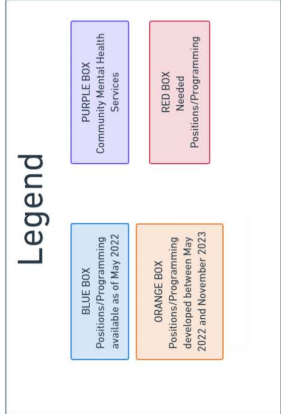 Legend
BLUE BOX
Positions/Programming
available as of May 2022
PURPLE BOX
Community Mental Health
Services
ORANGE BOX
Positions/Programming
developed between May
2022 and November 2023
RED BOX
Needed
Positions/Programming